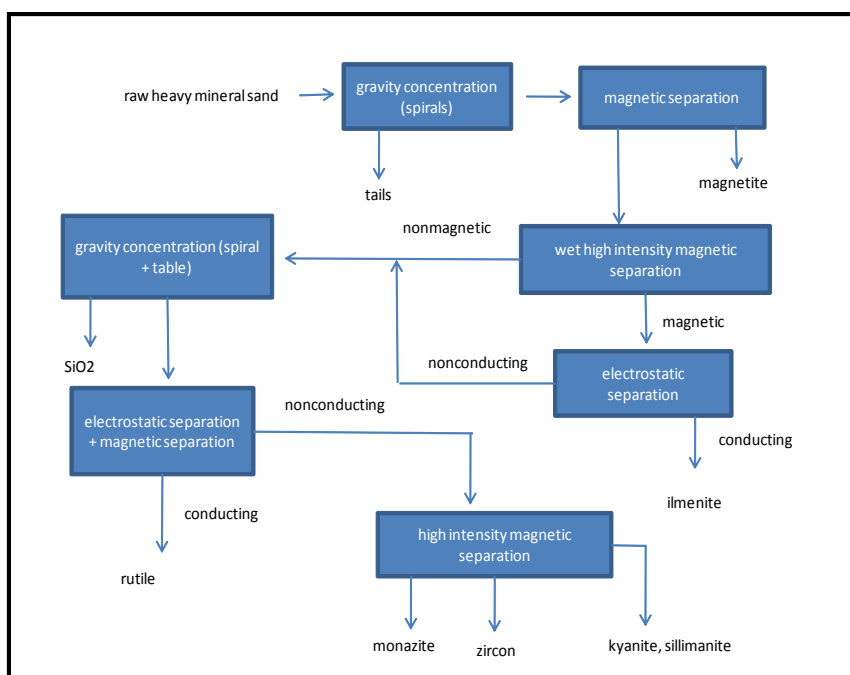 raw heavy mineral sand
gravity concentration
(spirals)
magnetic separation
tails
magnetite
nonmagnetic
gravity concentration (spiral
+ table)
wet high intensity magnetic
separation
magnetic
SiO2
nonconducting
electrostatic
separation
electrostatic separation
+ magnetic separation
nonconducting
conducting
ilmenite
conducting
high intensity magnetic
separation
rutile
monazite
zircon
kyanite, sillimanite